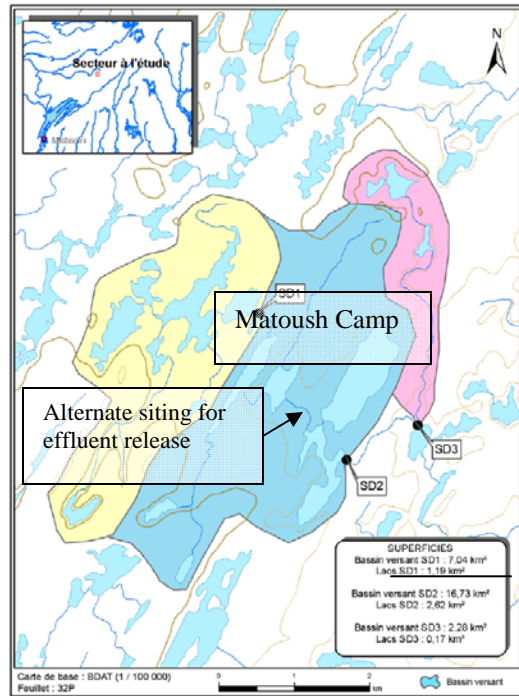 Secteur à l'étude
N
SD1
Matoush Camp
Alternate siting for
effluent release
SD3
SD2
SUPERFICIES
Bassin versant SD1 : 7,04 km²
Lacs SD1 : 1,19 km²
Bassin versant SD2 : 16,73 km²
Lacs SD2 : 2,62 km²
Bassin versant SD3 : 2,28 km²
Lacs SD3 : 0,17 km²
Carte de base : BDAT (1 / 100 000)
Feuillet : 32P
0 1 2
km
Bassin versant